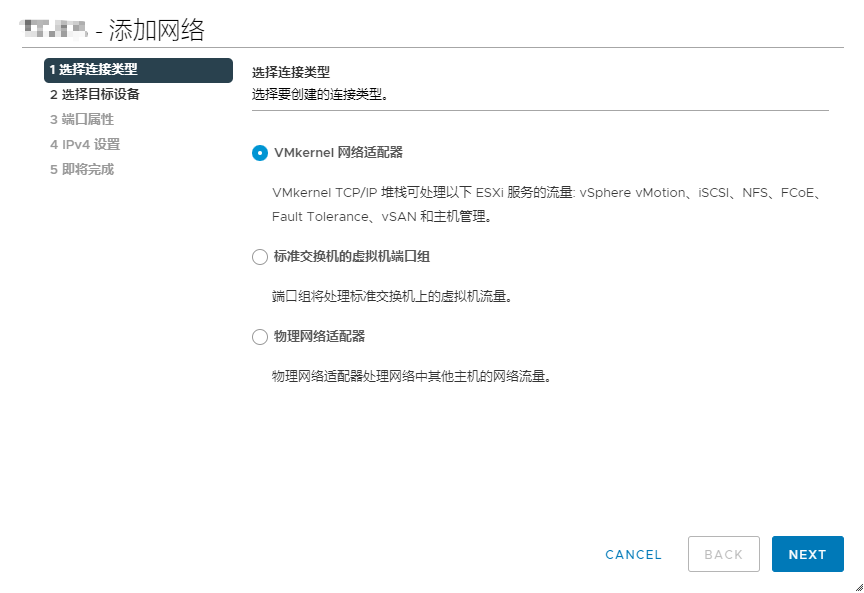 - 添加网络
1 选择连接类型
2 选择目标设备
3 端口属性
4 IPv4 设置
5 即将完成
选择连接类型
选择要创建的连接类型。
VMkernel 网络适配器
VMkernel TCP/IP 堆栈可处理以下 ESXi 服务的流量: vSphere vMotion、iSCSI、NFS、FCoE、
Fault Tolerance、vSAN 和主机管理。
标准交换机的虚拟机端口组
端口组将处理标准交换机上的虚拟机流量。
物理网络适配器
物理网络适配器处理网络中其他主机的网络流量。
CANCEL
BACK
NEXT